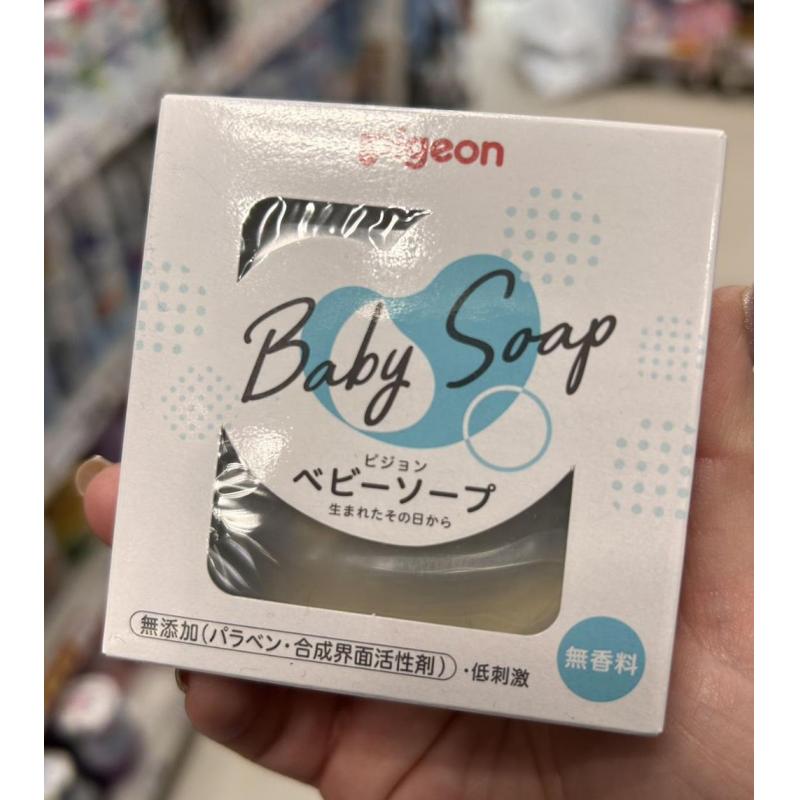 pigeon
Baby Soap
ピジョン
ベビーソープ
生まれたその日から
無添加(パラベン・合成界面活性剤)・低刺激
無香料